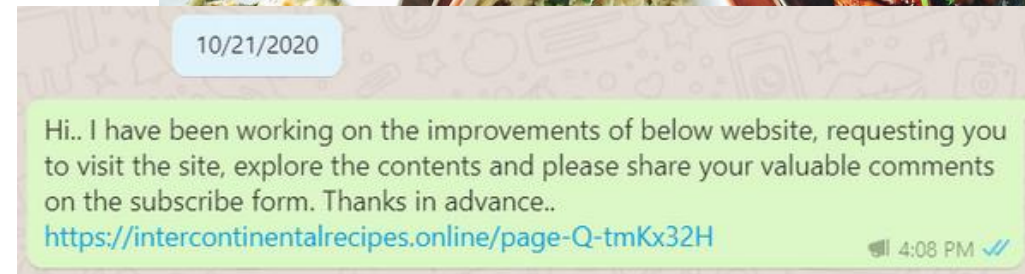 10/21/2020
Hi.. I have been working on the improvements of below website, requesting you
to visit the site, explore the contents and please share your valuable comments
on the subscribe form. Thanks in advance..
https://intercontinentalrecipes.online/page-Q-tmKx32H
4:08 PM